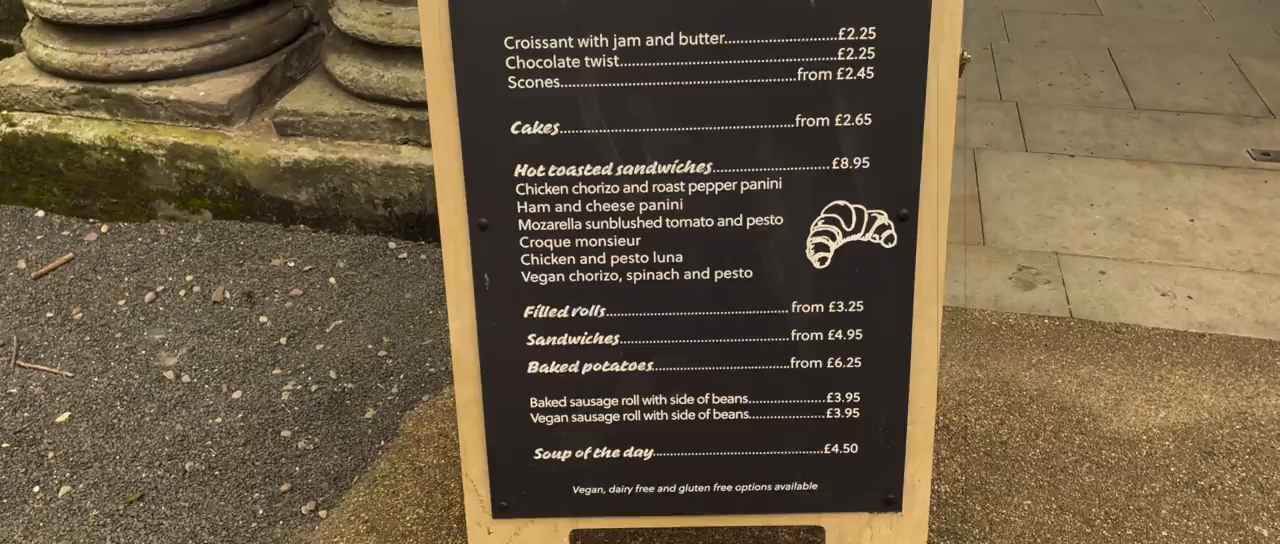 Croissant with jam and butter..........................£2.25
Chocolate twist..........................£2.25
Scones..........................from £2.45
Cakes..........................from £2.65
Hot toasted sandwiches..........................£8.95
Chicken chorizo and roast pepper panini
Ham and cheese panini
Mozarella sunblushed tomato and pesto
Croque monsieur
Chicken and pesto luna
Vegan chorizo, spinach and pesto
Filled rolls..........................from £3.25
Sandwiches..........................from £4.95
Baked potatoes..........................from £6.25
Baked sausage roll with side of beans..........................£3.95
Vegan sausage roll with side of beans..........................£3.95
Soup of the day..........................£4.50
Vegan, dairy free and gluten free options available